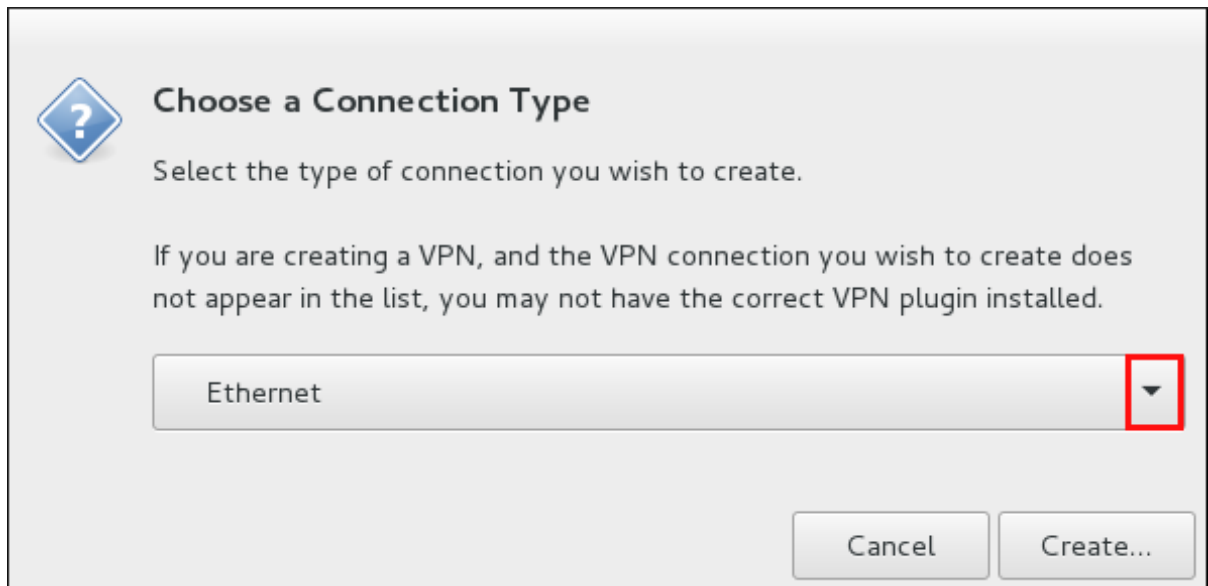 Choose a Connection Type
Select the type of connection you wish to create.
If you are creating a VPN, and the VPN connection you wish to create does
not appear in the list, you may not have the correct VPN plugin installed.
Ethernet
Cancel
Create...